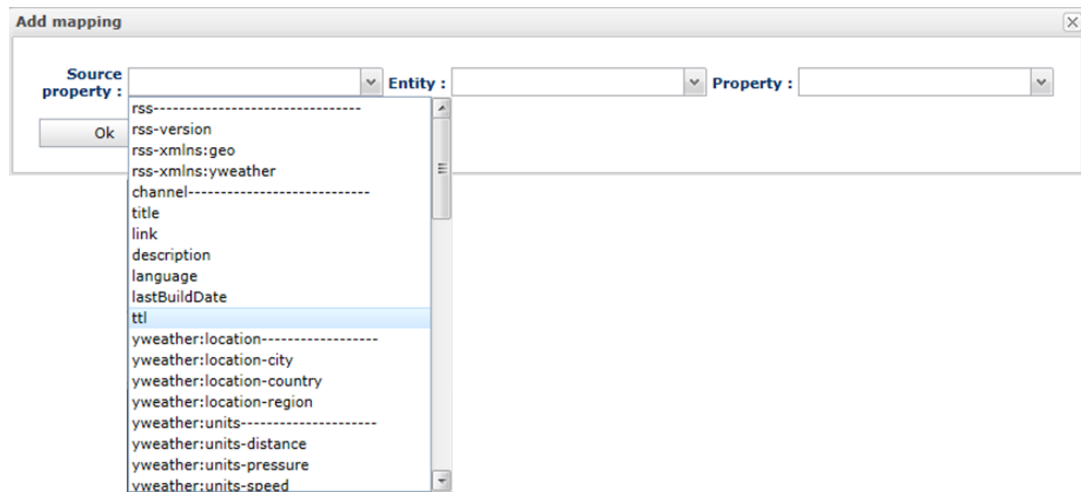 Add mapping
Source property : Entity : Property :
Ok
rss--------------------------------
rss-version
rss-xmlns:geo
rss-xmlns:yweather
channel----------------------------
title
link
description
language
lastBuildDate
ttl
yweather:location------------------
yweather:location-city
yweather:location-country
yweather:location-region
yweather:units---------------------
yweather:units-distance
yweather:units-pressure
yweather:units-speed